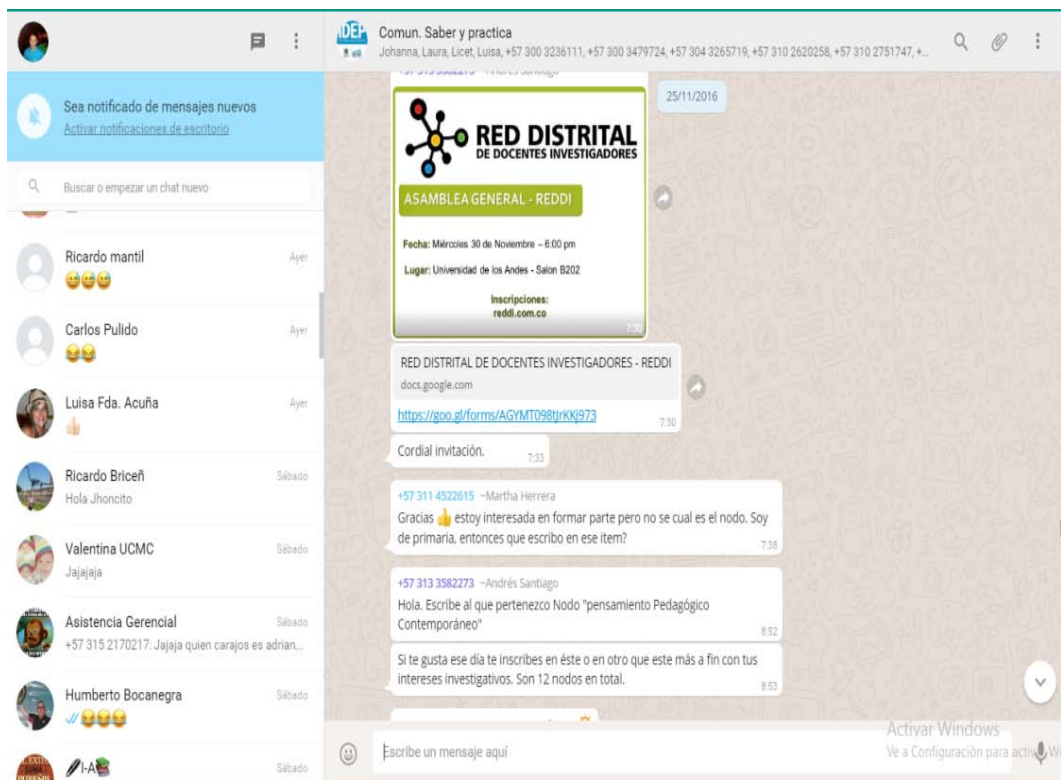 Sea notificado de mensajes nuevos
Activar notificaciones de escritorio
Buscar o empezar un chat nuevo
Ricardo mantil
Ayer
😅😅😅
Carlos Pulido
Ayer
😂😂
Luisa Fda. Acuña
Ayer
👍🏻
Ricardo Briceñ
Sábado
Hola Jhoncito
Valentina UCMC
Sábado
Jajajaja
Asistencia Gerencial
Sábado
+57 315 2170217: Jajaja quien carajos es adrian...
Humberto Bocanegra
Sábado
😂😂😂
I-A
Sábado
IDEP
Comun. Saber y practica
Johanna, Laura, Licet, Luisa, +57 300 3236111, +57 300 3479724, +57 304 3265719, +57 310 2620258, +57 310 2751747, +...
25/11/2016
RED DISTRITAL
DE DOCENTES INVESTIGADORES
ASAMBLEA GENERAL - REDDI
Fecha: Miércoles 30 de Noviembre – 6:00 pm
Lugar: Universidad de los Andes - Salon B202
Inscripciones:
reddi.com.co
7:30
RED DISTRITAL DE DOCENTES INVESTIGADORES - REDDI
docs.google.com
https://goo.gl/forms/AGYMT098tJrKKj973
7:30
Cordial invitación.
7:33
+57 311 4522615 ~Martha Herrera
Gracias 👍 estoy interesada en formar parte pero no se cual es el nodo. Soy
de primaria, entonces que escribo en ese item?
7:38
+57 313 3582273 ~Andrés Santiago
Hola. Escribe al que pertenezco Nodo "pensamiento Pedagógico
Contemporáneo"
8:52
Si te gusta ese día te inscribes en éste o en otro que este más a fin con tus
intereses investigativos. Son 12 nodos en total.
8:53
Activar Windows
Ve a Configuración para activ
Escribe un mensaje aquí